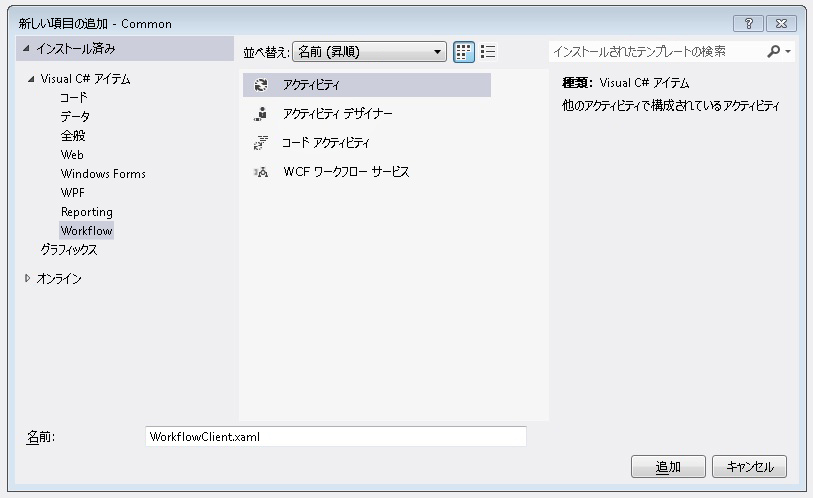 新しい項目の追加 - Common
インストール済み
並べ替え: 名前 (昇順)
インストールされたテンプレートの検索
Visual C# アイテム
コード
データ
全般
Web
Windows Forms
WPF
Reporting
Workflow
グラフィックス
オンライン
アクティビティ
アクティビティ デザイナー
コード アクティビティ
WCF ワークフロー サービス
種類: Visual C# アイテム
他のアクティビティで構成されているアクティビティ
名前:
WorkflowClient.xaml
追加
キャンセル